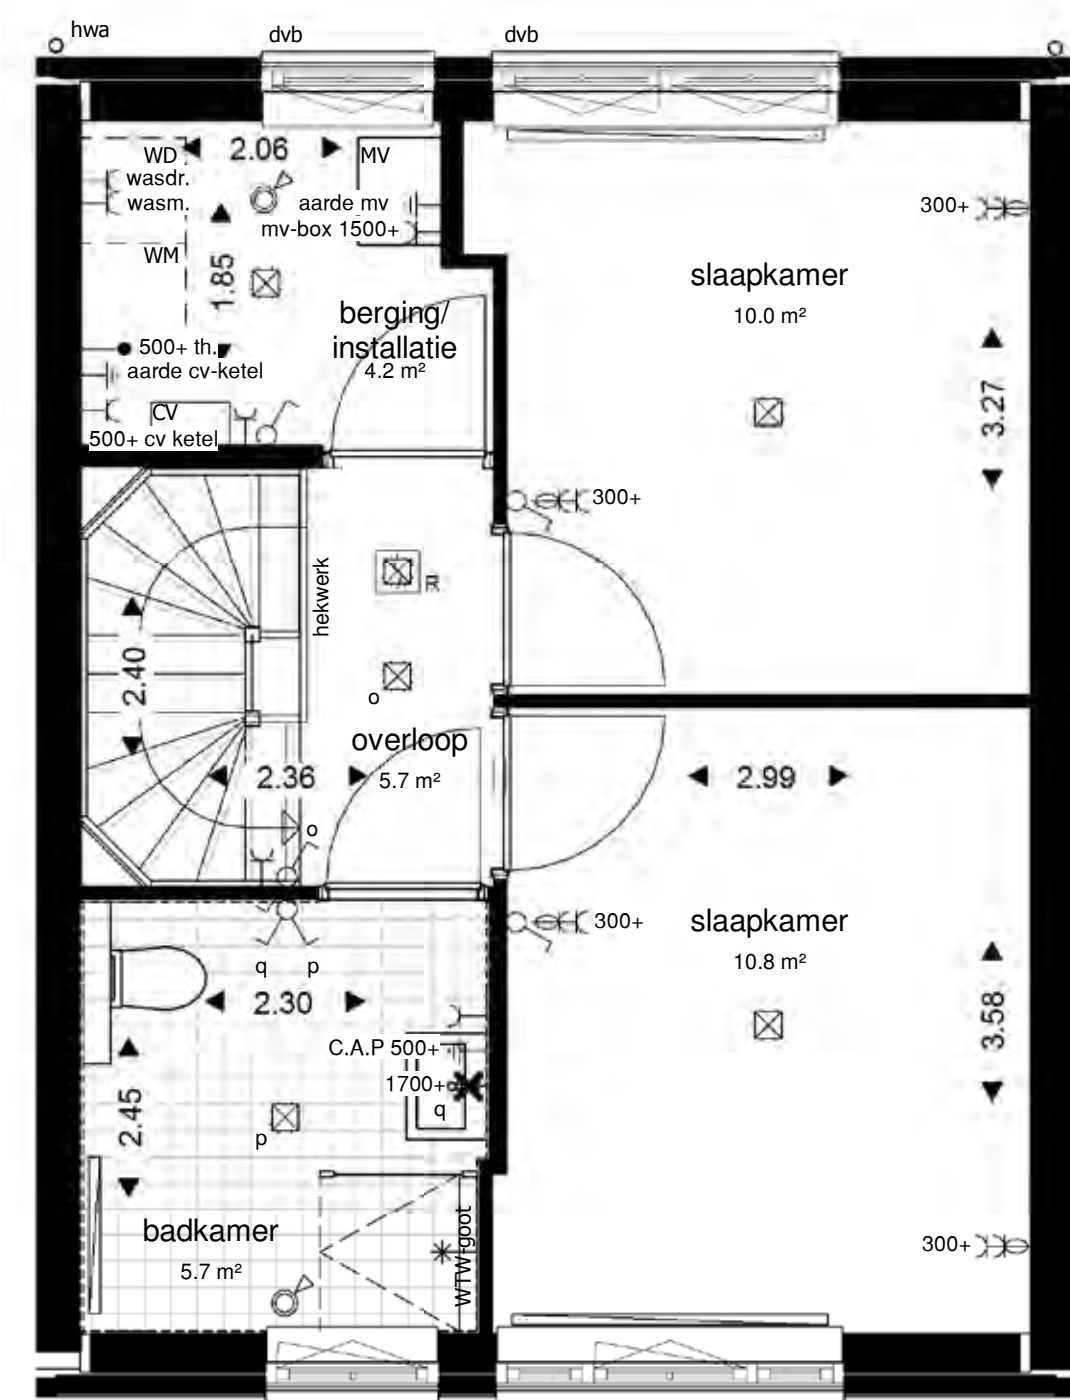 hwa
dvb
dvb
WD
2.06
MV
wasdr.
wasm.
aarde mv
mv-box 1500+
300+
WM
1.85
slaapkamer
10.0 m²
berging/
installatie
4.2 m²
500+ th.
aarde cv-ketel
CV
500+ cv ketel
3.27
300+
hekwerk
R
2.40
o
overloop
5.7 m²
2.36
2.99
o
300+
slaapkamer
10.8 m²
q
p
2.30
3.58
C.A.P 500+
1700+
q
2.45
p
badkamer
5.7 m²
WTW-goot
300+